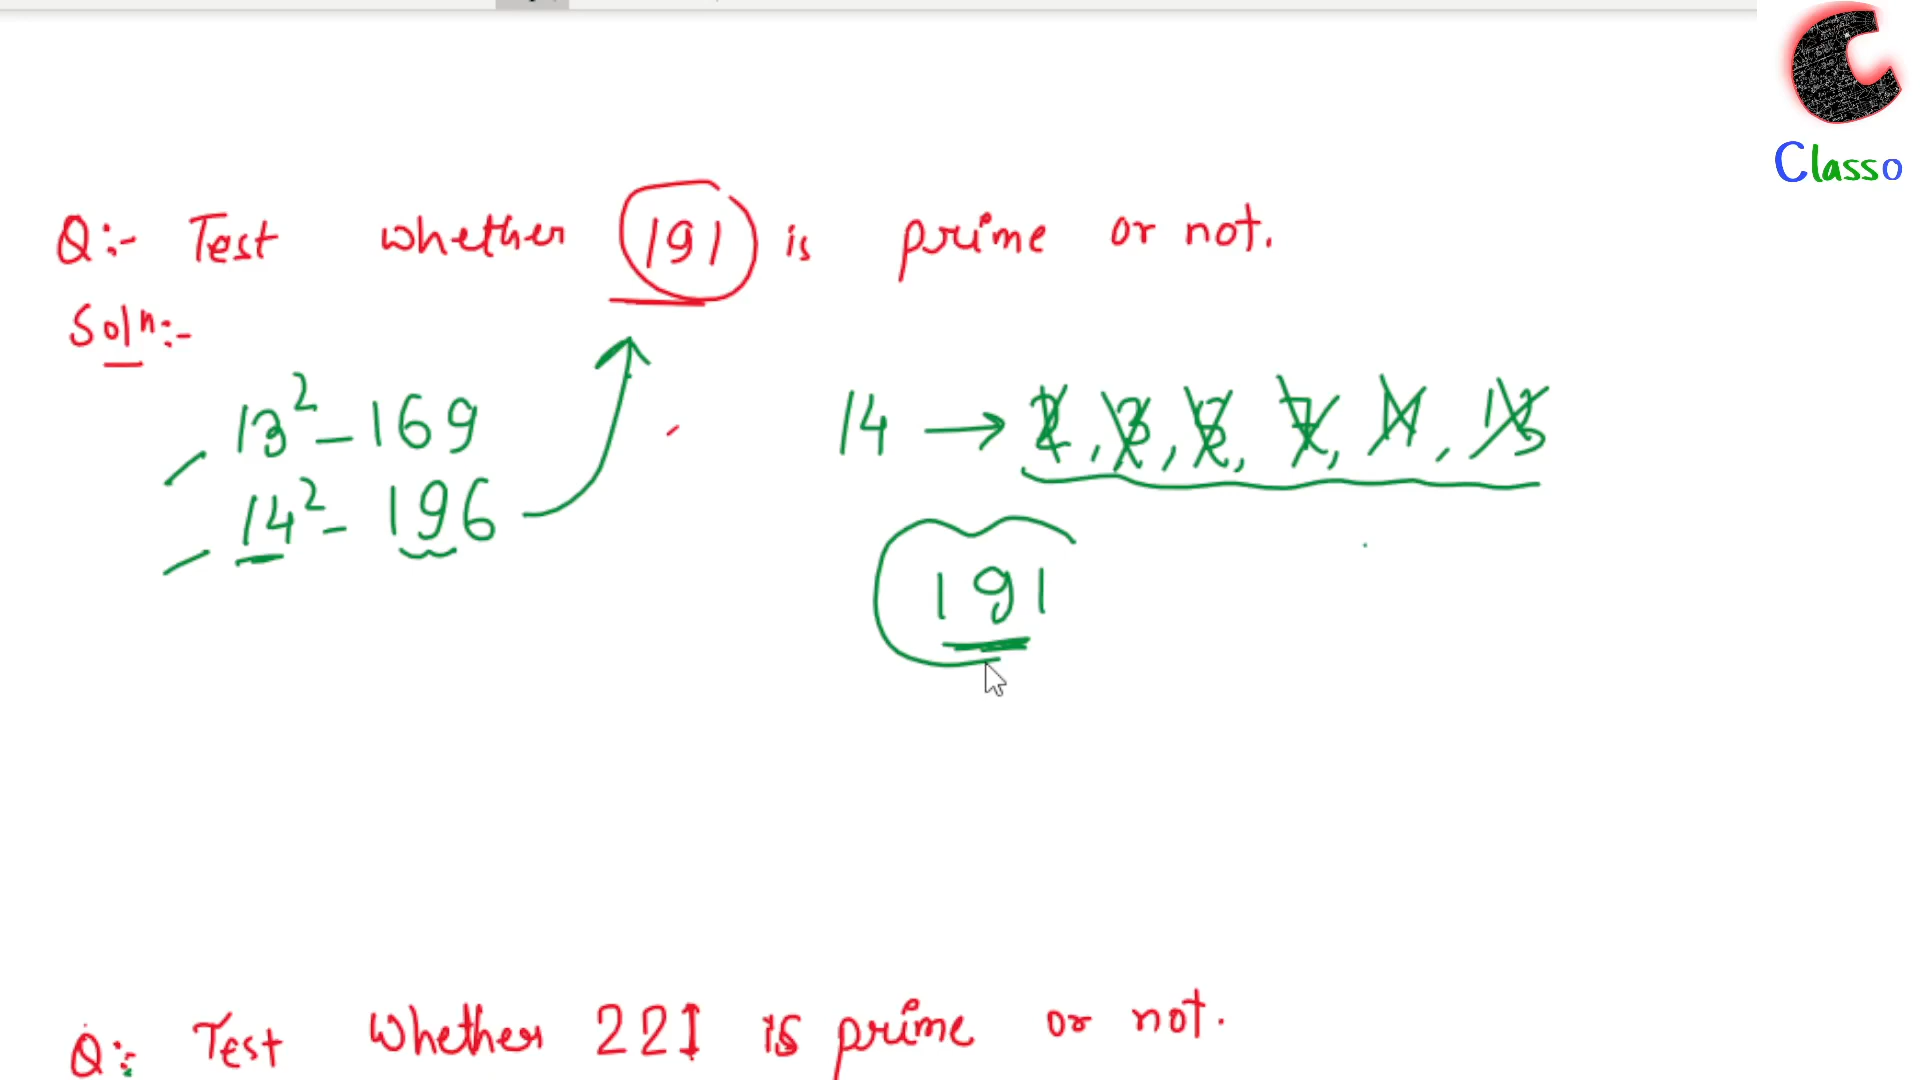 Classo
Q:- Test whether 191 is prime or not.
Solⁿ:-
13² - 169
14² - 196
14 → 2, 3, 5, 7, 11, 13
191
Q:- Test whether 221 is prime or not.